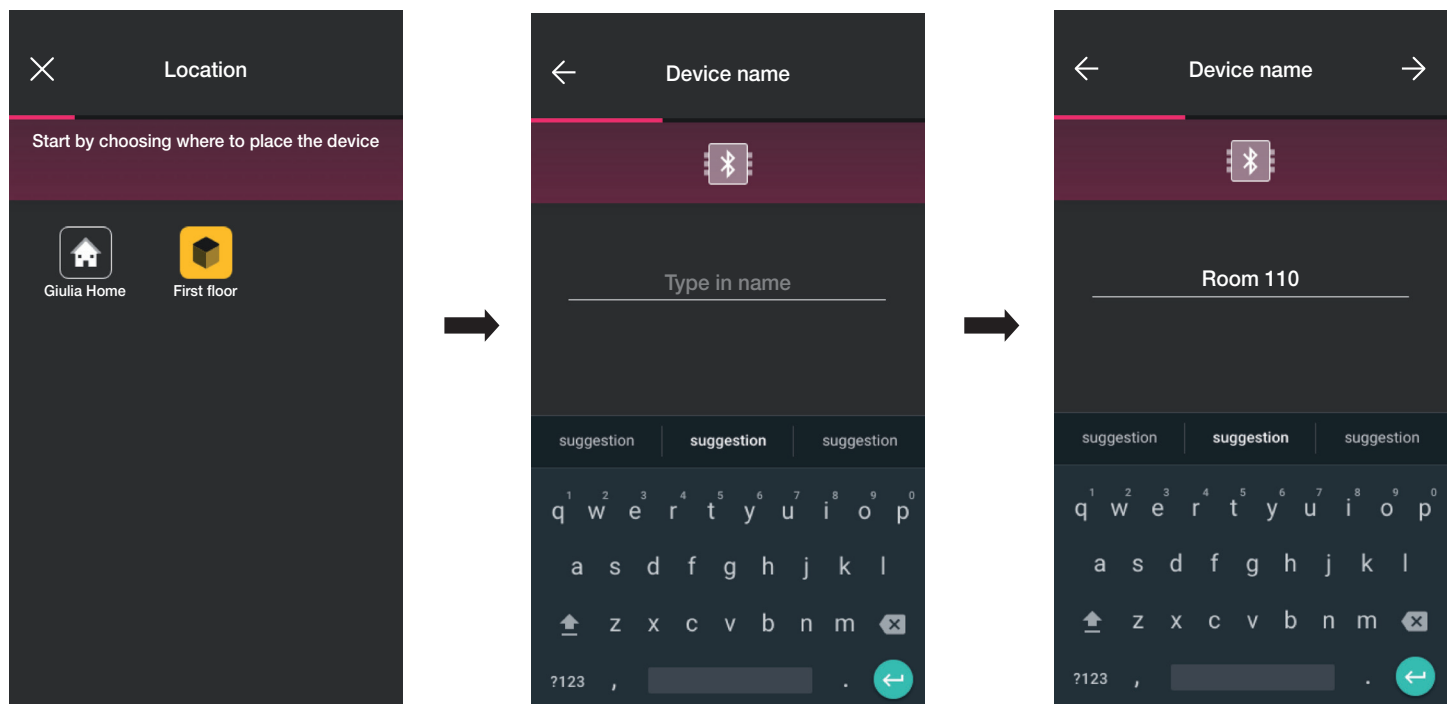 Location
Start by choosing where to place the device
Giulia Home
First floor
Device name
Type in name
suggestion suggestion suggestion
1 2 3 4 5 6 7 8 9 0
q w e r t y u i o p
a s d f g h j k l
z x c v b n m
?123 , .
Device name
Room 110
suggestion suggestion suggestion
1 2 3 4 5 6 7 8 9 0
q w e r t y u i o p
a s d f g h j k l
z x c v b n m
?123 , .